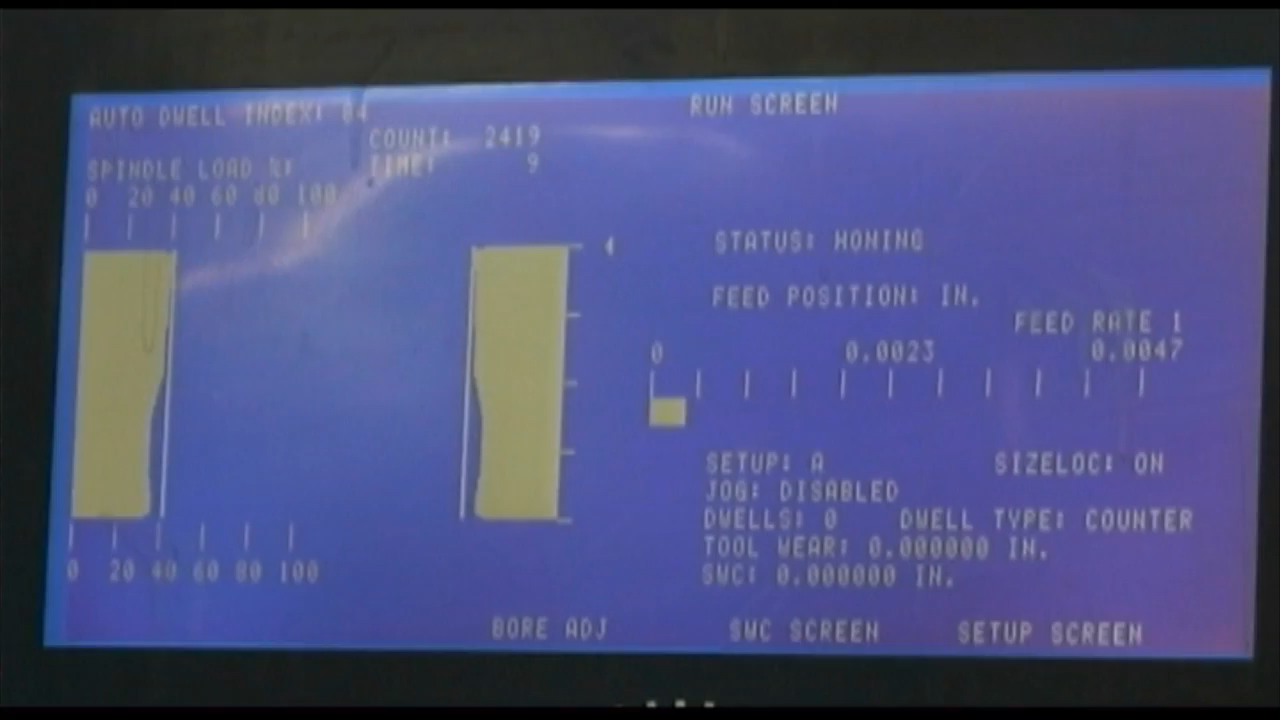 AUTO DWELL INDEX: 04
RUN SCREEN
COUNT: 2419
SPINDLE LOAD %:
TIME: 9
0 20 40 60 80 100
STATUS: HONING
FEED POSITION: IN.
FEED RATE 1
0 0.0023 0.0047
SETUP: A SIZELOC: ON
JOG: DISABLED
DWELLS: 0 DWELL TYPE: COUNTER
TOOL WEAR: 0.000000 IN.
0 20 40 60 80 100
SWC: 0.000000 IN.
BORE ADJ SWC SCREEN SETUP SCREEN